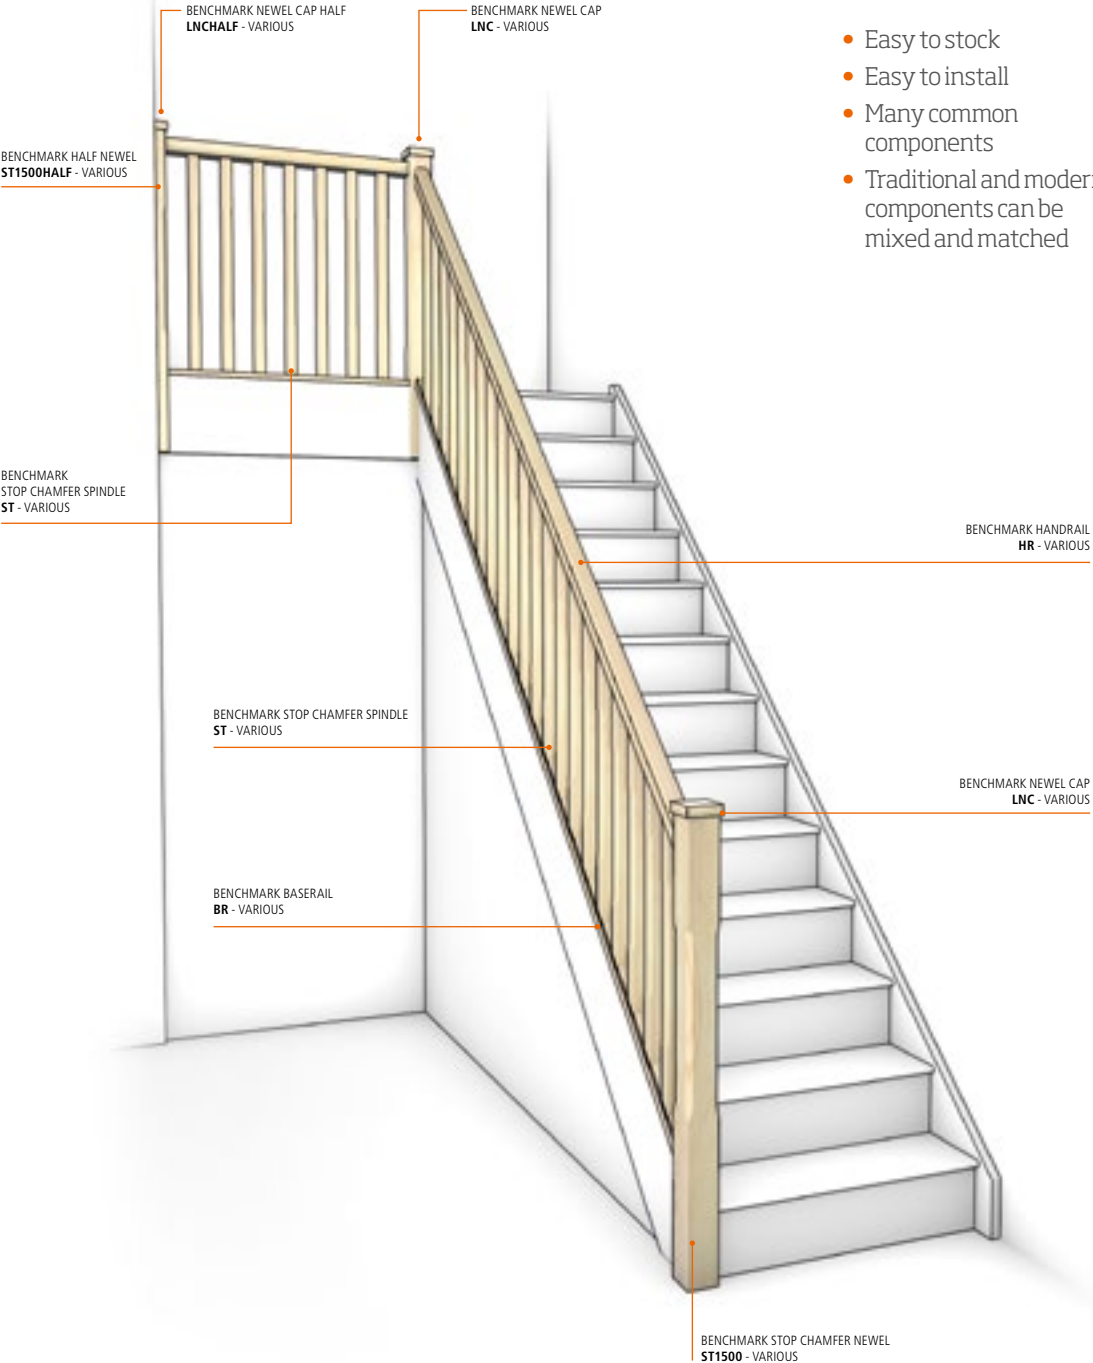 BENCHMARK NEWEL CAP HALF
LNCHALF - VARIOUS
BENCHMARK NEWEL CAP
LNC - VARIOUS
• Easy to stock
• Easy to install
• Many common
components
• Traditional and moder
components can be
mixed and matched
BENCHMARK HALF NEWEL
ST1500HALF - VARIOUS
BENCHMARK
STOP CHAMFER SPINDLE
ST - VARIOUS
BENCHMARK HANDRAIL
HR - VARIOUS
BENCHMARK STOP CHAMFER SPINDLE
ST - VARIOUS
BENCHMARK NEWEL CAP
LNC - VARIOUS
BENCHMARK BASERAIL
BR - VARIOUS
BENCHMARK STOP CHAMFER NEWEL
ST1500 - VARIOUS